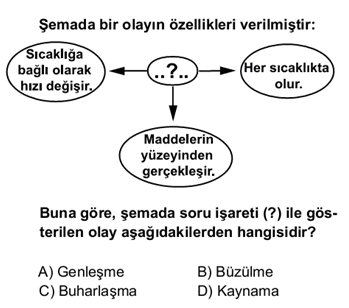 Şemada bir olayın özellikleri verilmiştir:
Sıcaklığa
bağlı olarak
hızı değişir.
..?..
Her sıcaklıkta
olur.
Maddelerin
yüzeyinden
gerçekleşir.
Buna göre, şemada soru işareti (?) ile gös-
terilen olay aşağıdakilerden hangisidir?
A) Genleşme
B) Büzülme
C) Buharlaşma
D) Kaynama